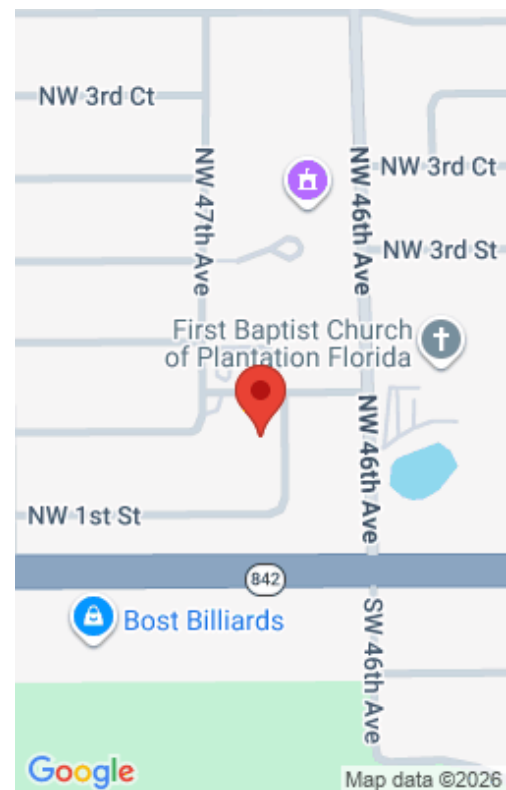 NW 3rd Ct
NW 47th Ave
NW 46th Ave
NW 3rd Ct
NW 3rd St
First Baptist Church
of Plantation Florida
NW 46th Ave
NW 1st St
842
Bost Billiards
SW 46th Ave
Google
Map data ©2026